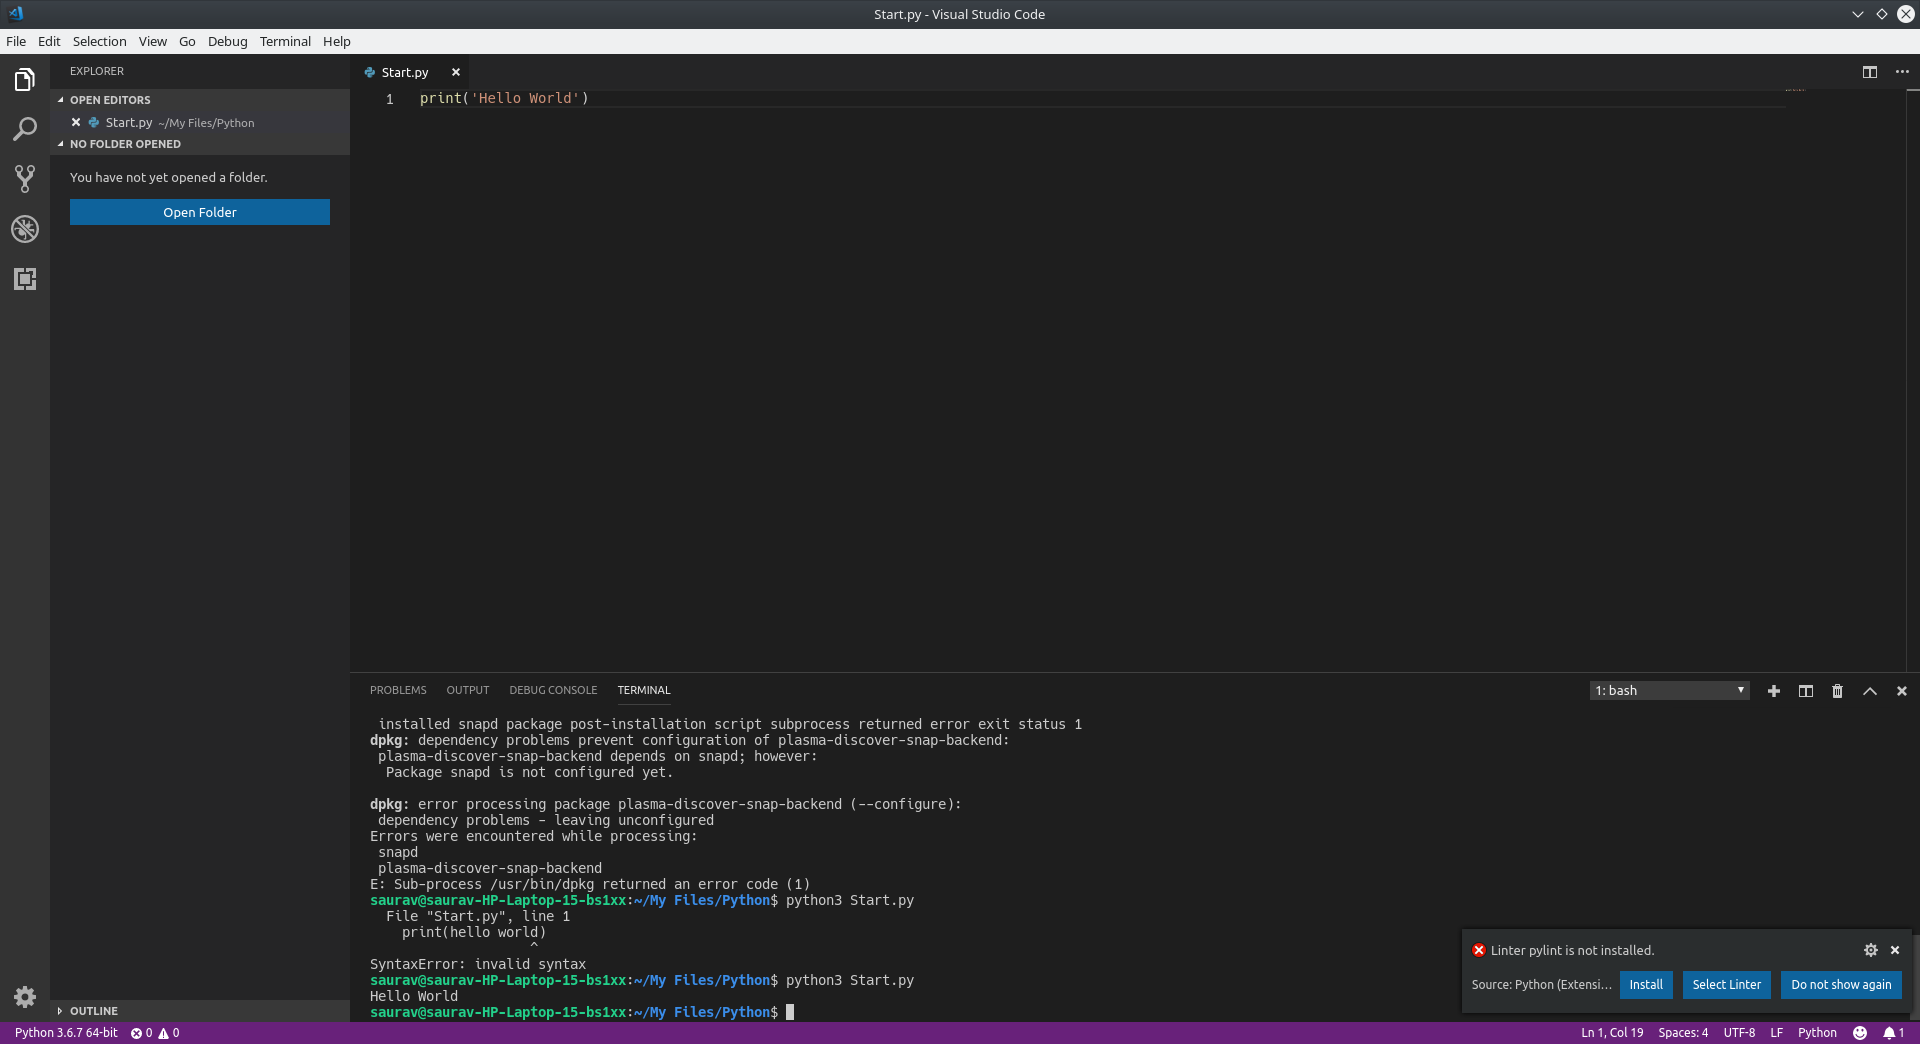 Start.py - Visual Studio Code
File Edit Selection View Go Debug Terminal Help
EXPLORER
OPEN EDITORS
Start.py ~/My Files/Python
NO FOLDER OPENED
You have not yet opened a folder.
Open Folder
OUTLINE
Start.py
1 print('Hello World')
PROBLEMS OUTPUT DEBUG CONSOLE TERMINAL
1: bash
installed snapd package post-installation script subprocess returned error exit status 1
dpkg: dependency problems prevent configuration of plasma-discover-snap-backend:
plasma-discover-snap-backend depends on snapd; however:
Package snapd is not configured yet.
dpkg: error processing package plasma-discover-snap-backend (--configure):
dependency problems - leaving unconfigured
Errors were encountered while processing:
snapd
plasma-discover-snap-backend
E: Sub-process /usr/bin/dpkg returned an error code (1)
saurav@saurav-HP-Laptop-15-bs1xx:~/My Files/Python$ python3 Start.py
File "Start.py", line 1
print(hello world)
^
SyntaxError: invalid syntax
saurav@saurav-HP-Laptop-15-bs1xx:~/My Files/Python$ python3 Start.py
Hello World
saurav@saurav-HP-Laptop-15-bs1xx:~/My Files/Python$
Linter pylint is not installed.
Source: Python (Extensi... Install Select Linter Do not show again
Python 3.6.7 64-bit 0 0 Ln 1, Col 19 Spaces: 4 UTF-8 LF Python 1